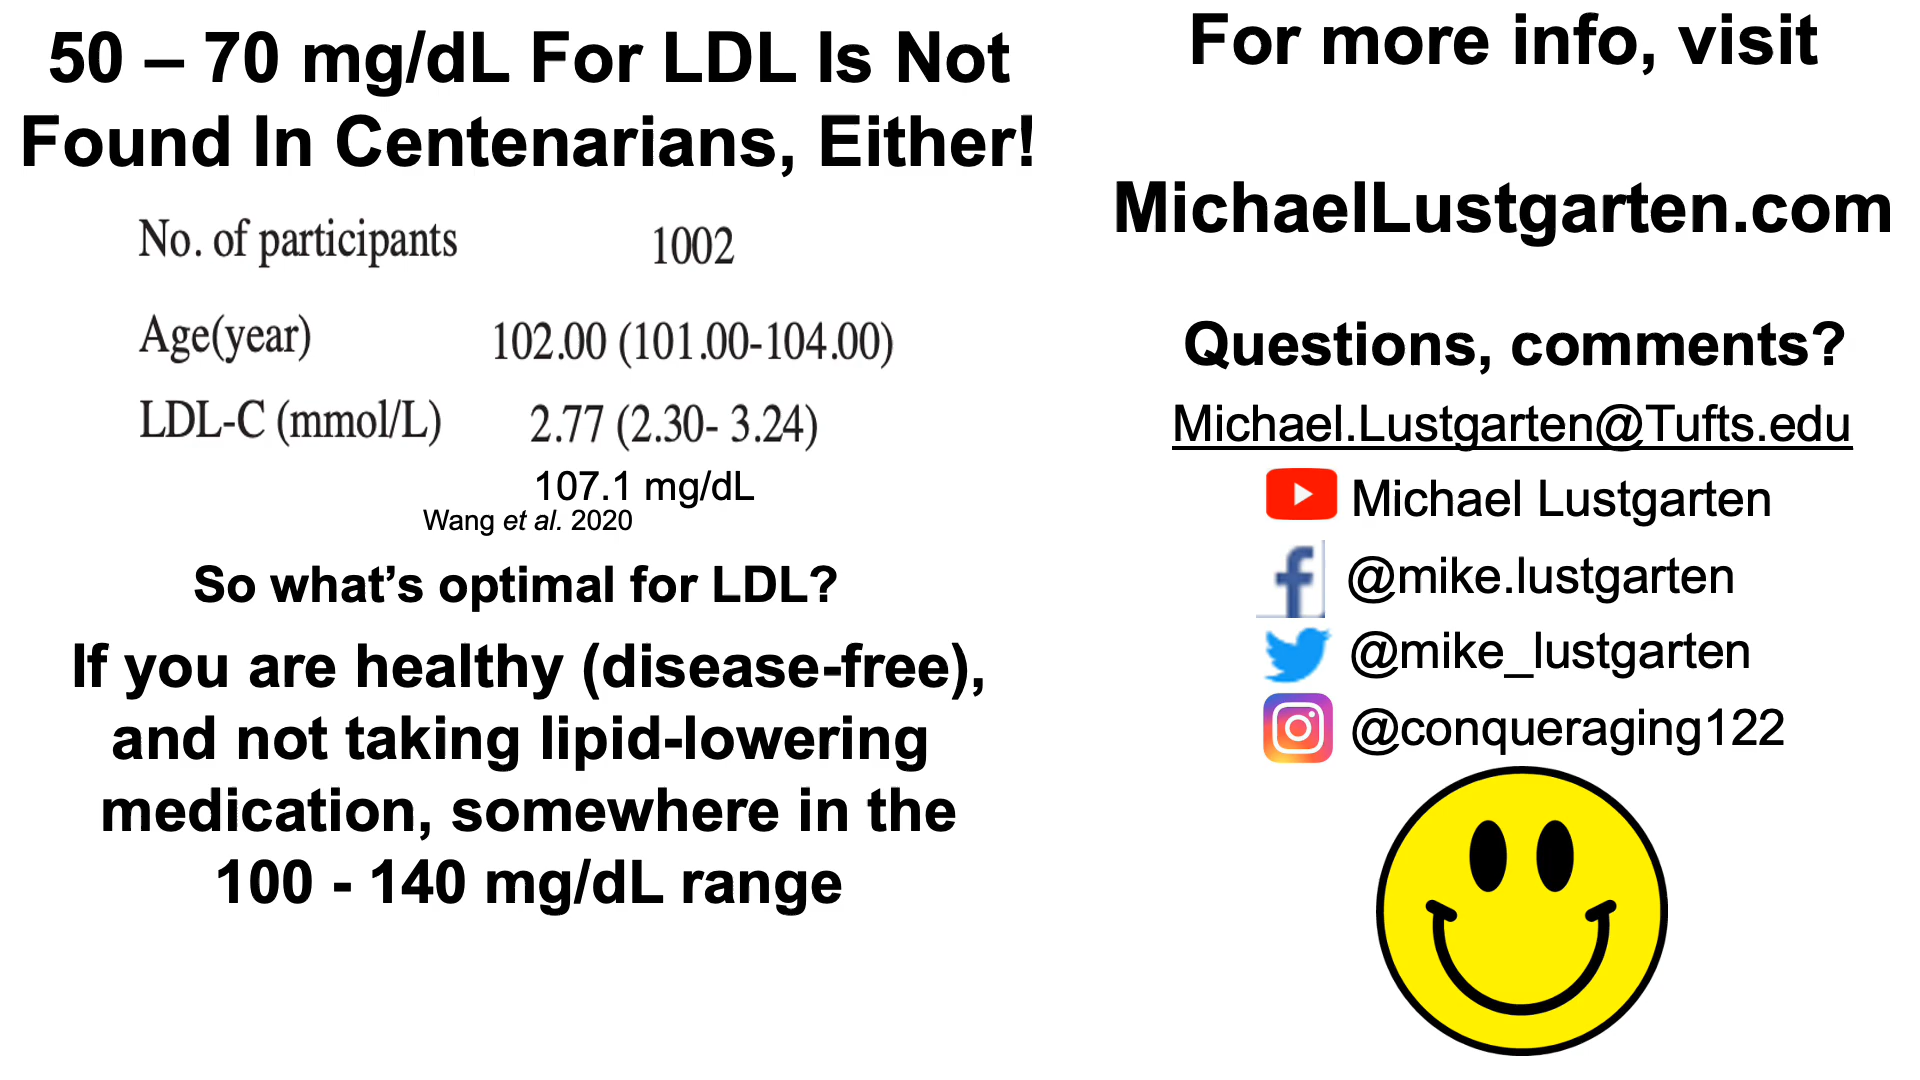 50 – 70 mg/dL For LDL Is Not
Found In Centenarians, Either!
No. of participants 1002
Age(year) 102.00 (101.00-104.00)
LDL-C (mmol/L) 2.77 (2.30- 3.24)
107.1 mg/dL
Wang et al. 2020
So what’s optimal for LDL?
If you are healthy (disease-free),
and not taking lipid-lowering
medication, somewhere in the
100 - 140 mg/dL range
For more info, visit
MichaelLustgarten.com
Questions, comments?
Michael.Lustgarten@Tufts.edu
Michael Lustgarten
@mike.lustgarten
@mike_lustgarten
@conqueraging122